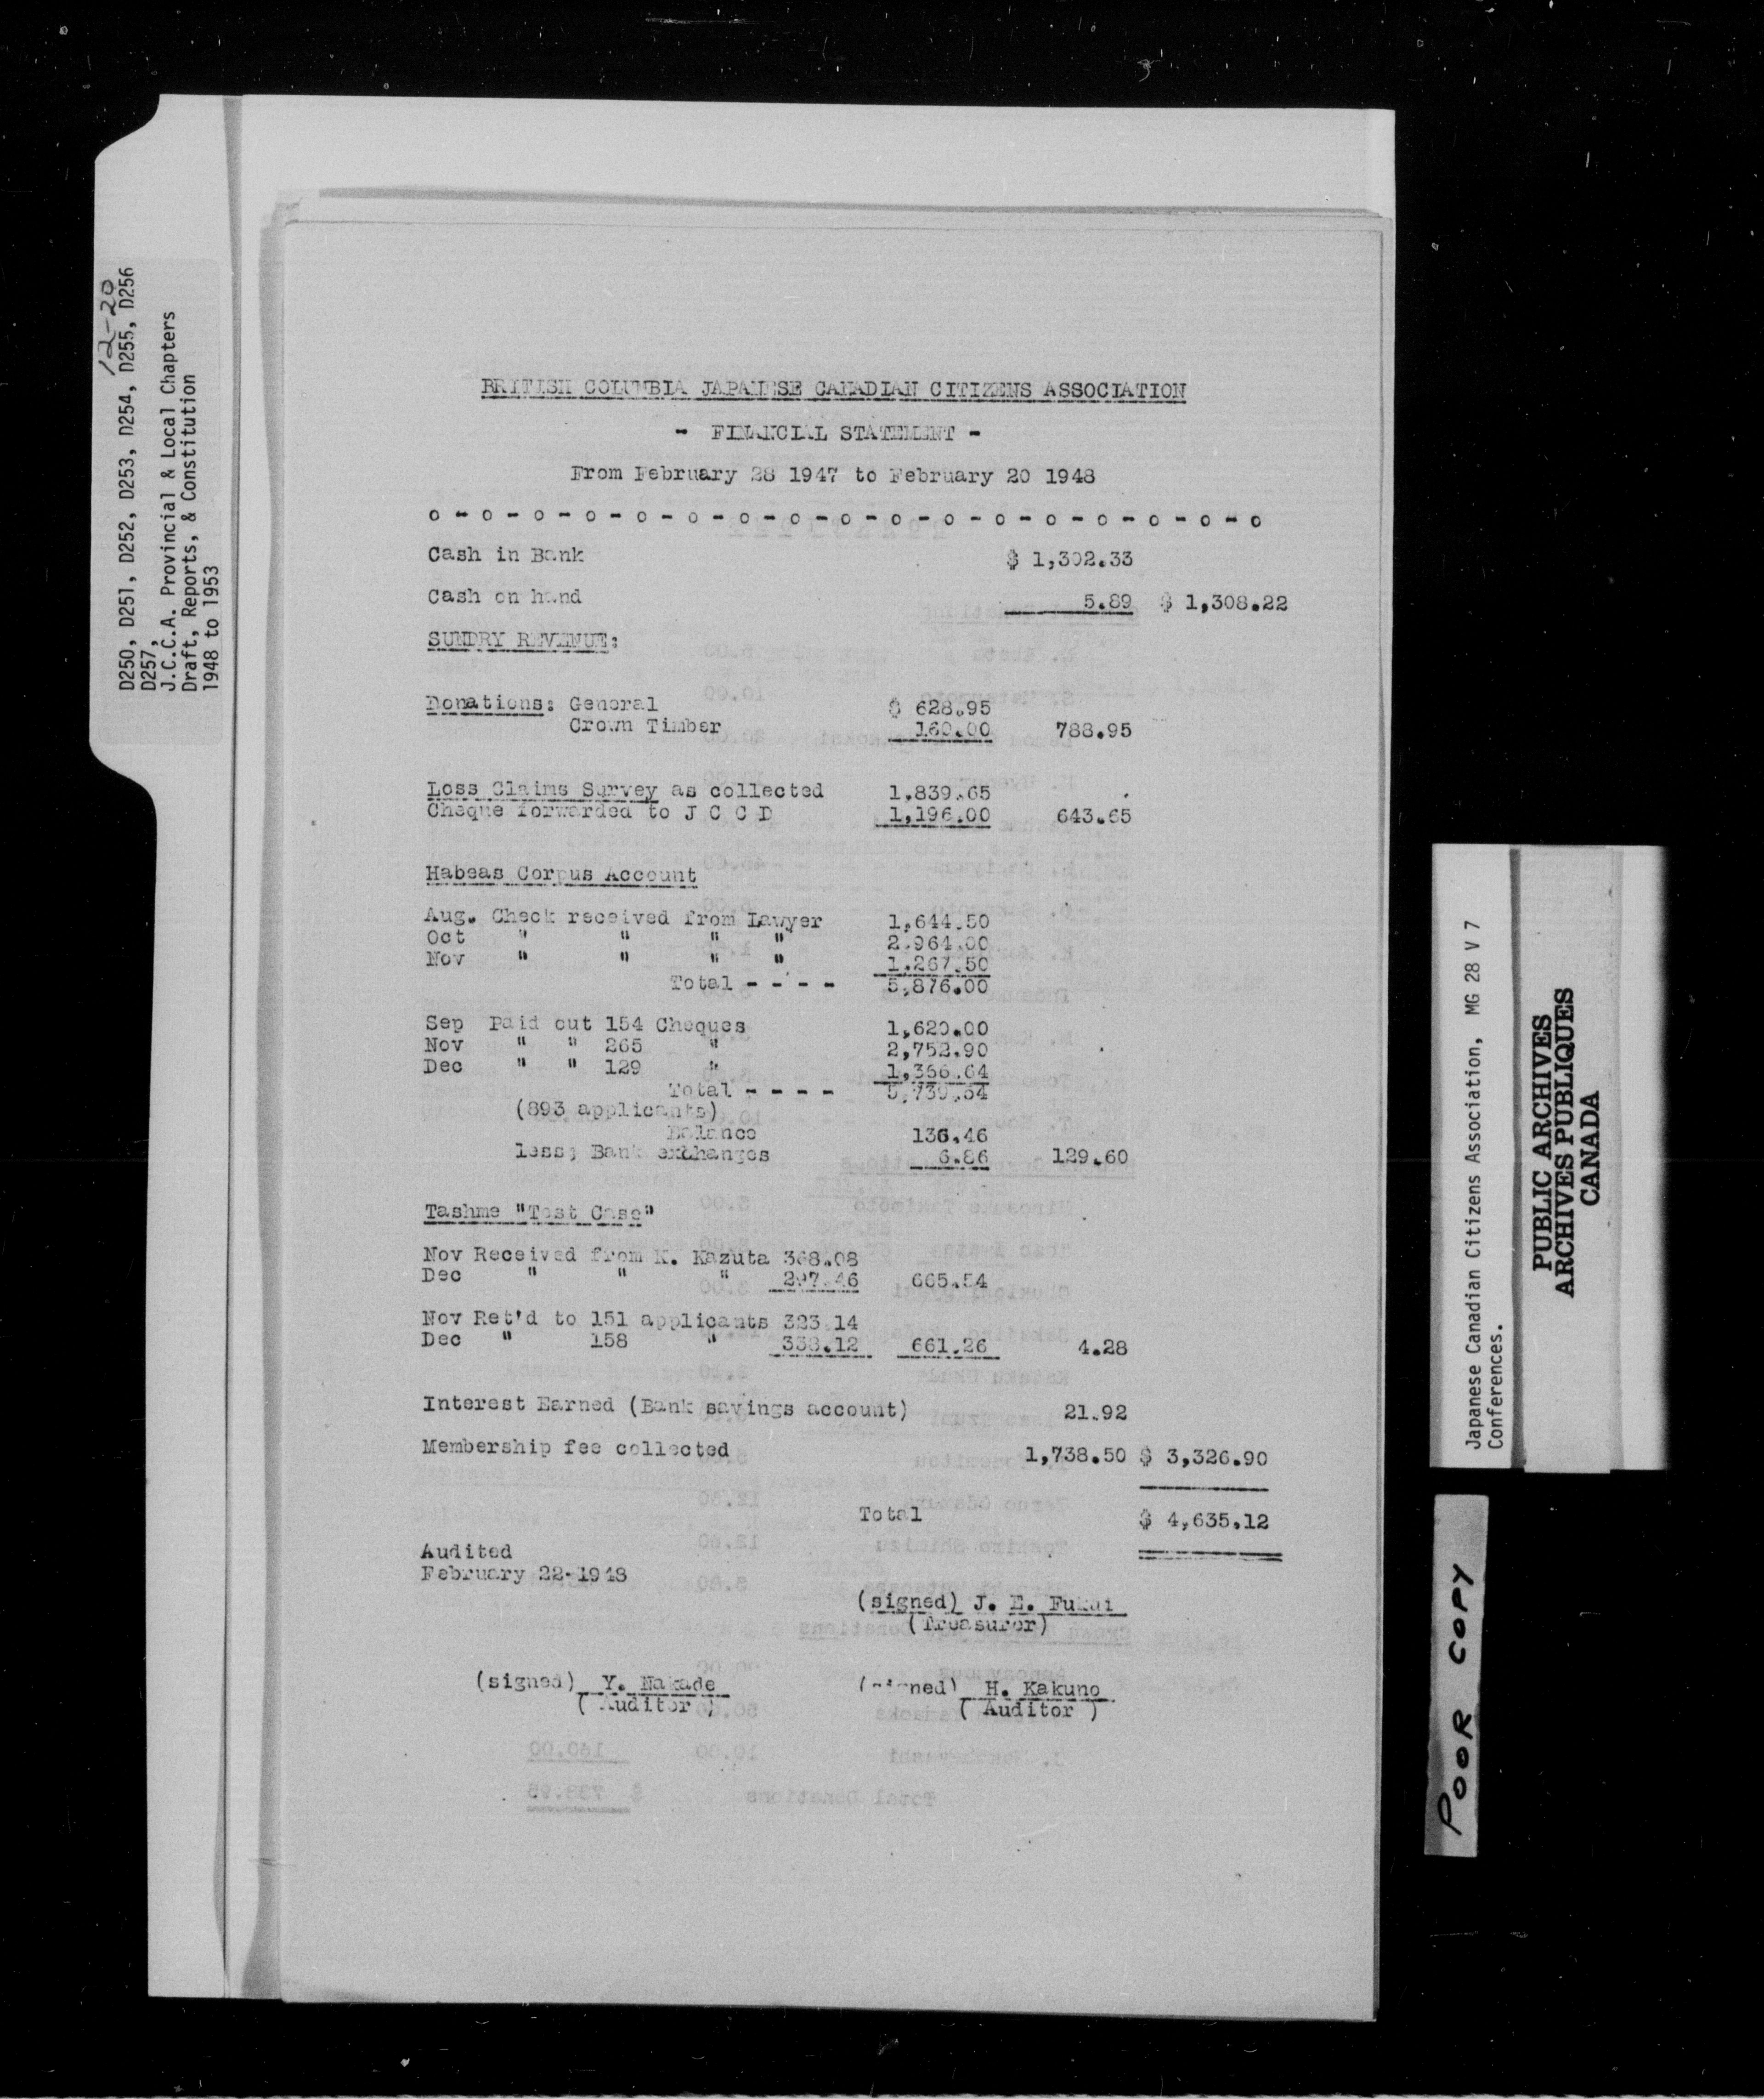 BRITISH COLUMBIA JAPANESE CANADIAN CITIZENS ASSOCIATION
- FINANCIAL STATEMENT -
From February 28 1947 to February 20 1948
o - o - o - o - o - o - o - o - o - o - o - o - o - o - o - o - o
Cash in Bank $ 1,302.33
Cash on hand 5.89 $ 1,308.22
SUNDRY REVENUE:
Donations: General $ 628.95
Crown Timber 160.00 788.95
Loss Claims Survey as collected 1,839.65
Cheque forwarded to J C C D 1,196.00 643.65
Habeas Corpus Account
Aug. Check received from Lawyer 1,644.50
Oct " " " " 2,964.00
Nov " " " " 1,267.50
Total - - - - 5,876.00
Sep Paid out 154 Cheques 1,620.00
Nov " " 265 " 2,752.90
Dec " " 129 " 1,366.64
Total - - - - 5,739.54
(893 applicants)
Balance 136.46
less; Bank exchanges 6.86 129.60
Tashme "Test Case"
Nov Received from K. Kazuta 368.08
Dec " " " 297.46 665.54
Nov Ret'd to 151 applicants 323.14
Dec " 158 " 338.12 661.26 4.28
Interest Earned (Bank savings account) 21.92
Membership fee collected 1,738.50 $ 3,326.90
Total $ 4,635.12
Audited
February 22-1948
(signed) J. E. Fukui
(Treasurer)
(signed) Y. Nakade
( Auditor )
(signed) H. Kakuno
( Auditor )
12-20
D250, D251, D252, D253, D254, D255, D256
D257,
J.C.C.A. Provincial & Local Chapters
Draft, Reports, & Constitution
1948 to 1953
Japanese Canadian Citizens Association, MG 28 V 7
Conferences.
PUBLIC ARCHIVES
ARCHIVES PUBLIQUES
CANADA
POOR COPY